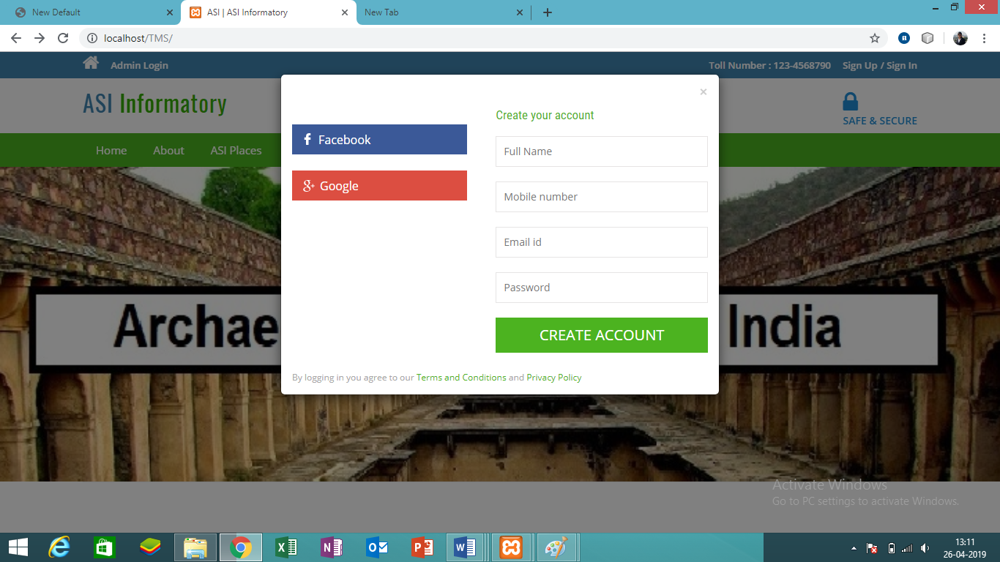 New Default
ASI | ASI Informatory
New Tab
localhost/TMS/
Admin Login
Toll Number : 123-4568790
Sign Up / Sign In
ASI Informatory
SAFE & SECURE
Home
About
ASI Places
×
Facebook
g+ Google
Create your account
Full Name
Mobile number
Email id
Password
CREATE ACCOUNT
By logging in you agree to our Terms and Conditions and Privacy Policy
Archae
India
Activate Windows
Go to PC settings to activate Windows.
13:11
26-04-2019